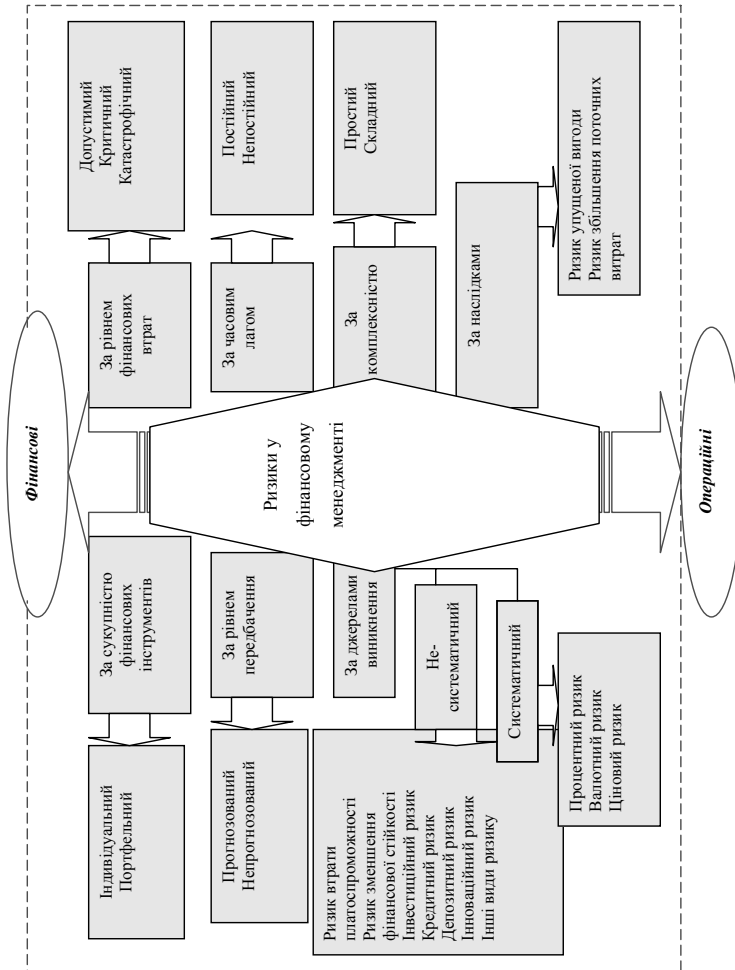 Фінансові
Індивідуальний
Портфельний
За сукупністю
фінансових
інструментів
За рівнем
фінансових
втрат
Допустимий
Критичний
Катастрофічний
Прогнозований
Непрогнозований
За рівнем
передбачення
Ризики у
фінансовому
менеджменті
За часовим
лагом
Постійний
Непостійний
За джерелами
виникнення
За
комплексністю
Простий
Складний
Ризик втрати
платоспроможності
Ризик зменшення
фінансової стійкості
Інвестиційний ризик
Кредитний ризик
Депозитний ризик
Інноваційний ризик
Інші види ризику
Не-
систематичний
Систематичний
За наслідками
Процентний ризик
Валютний ризик
Ціновий ризик
Ризик упущеної вигоди
Ризик збільшення поточних
витрат
Операційні